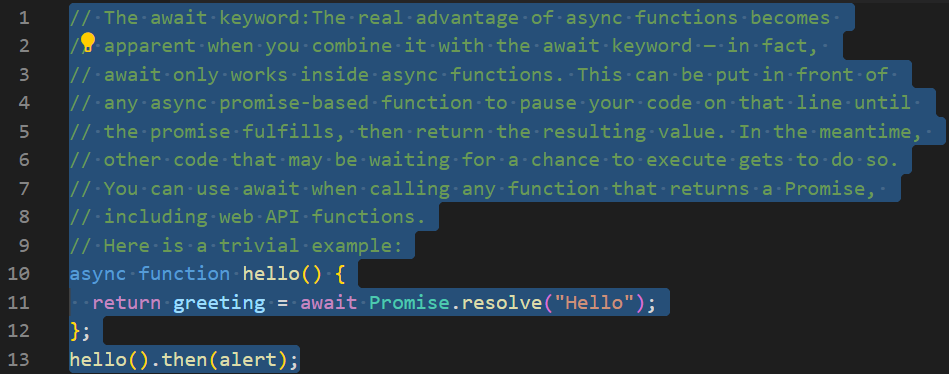 1 // The await keyword:The real advantage of async functions becomes
2 // apparent when you combine it with the await keyword — in fact,
3 // await only works inside async functions. This can be put in front of
4 // any async promise-based function to pause your code on that line until
5 // the promise fulfills, then return the resulting value. In the meantime,
6 // other code that may be waiting for a chance to execute gets to do so.
7 // You can use await when calling any function that returns a Promise,
8 // including web API functions.
9 // Here is a trivial example:
10 async function hello() {
11   return greeting = await Promise.resolve("Hello");
12 };
13 hello().then(alert);